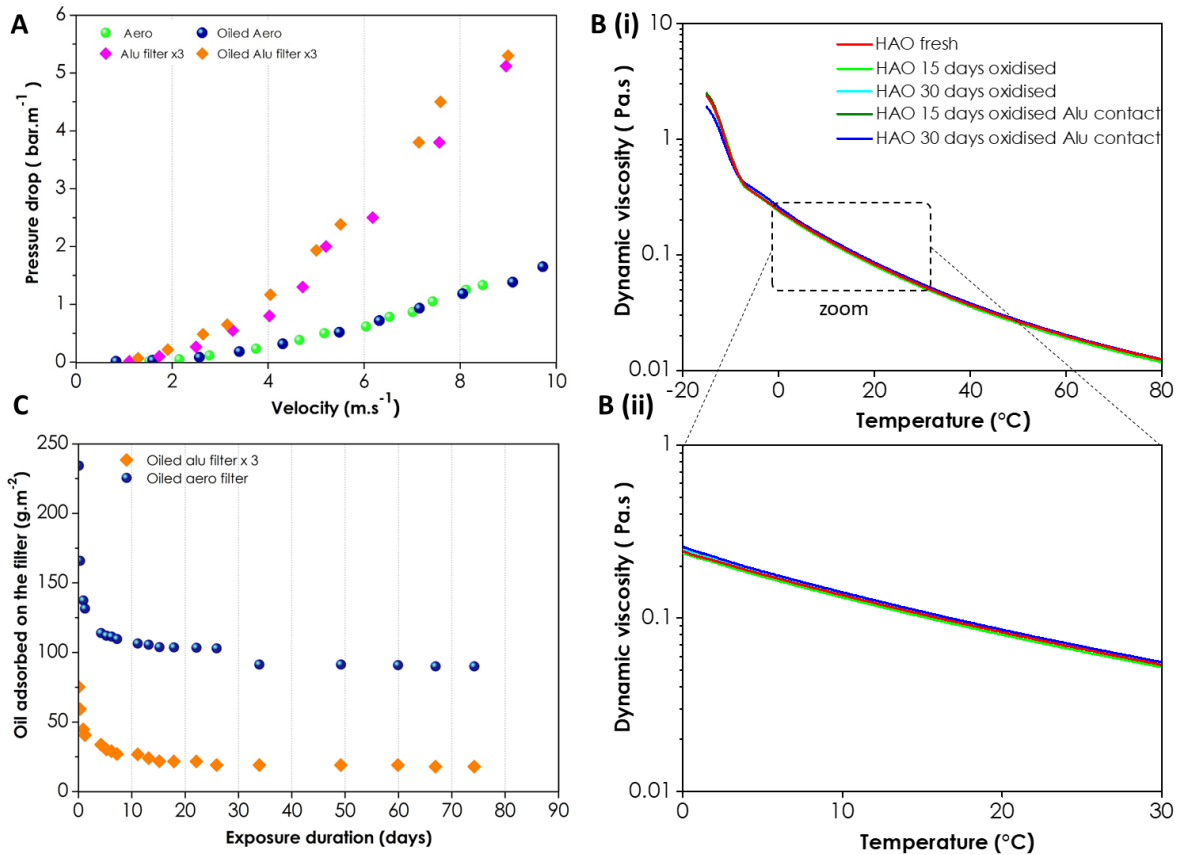 A
Pressure drop ( bar.m⁻¹)
6
5
4
3
2
1
0
Aero
Oiled Aero
Alu filter x3
Oiled Alu filter x3
0 2 4 6 8 10
Velocity (m.s⁻¹)
B (i)
Dynamic viscosity ( Pa.s)
10
1
0.1
0.01
HAO fresh
HAO 15 days oxidised
HAO 30 days oxidised
HAO 15 days oxidised Alu contact
HAO 30 days oxidised Alu contact
zoom
-20 0 20 40 60 80
Temperature (°C)
C
Oil adsorbed on the filter (g.m⁻²)
250
200
150
100
50
0
Oiled alu filter x 3
Oiled aero filter
0 10 20 30 40 50 60 70 80 90
Exposure duration (days)
B (ii)
Dynamic viscosity ( Pa.s)
1
0.1
0.01
0 10 20 30
Temperature (°C)